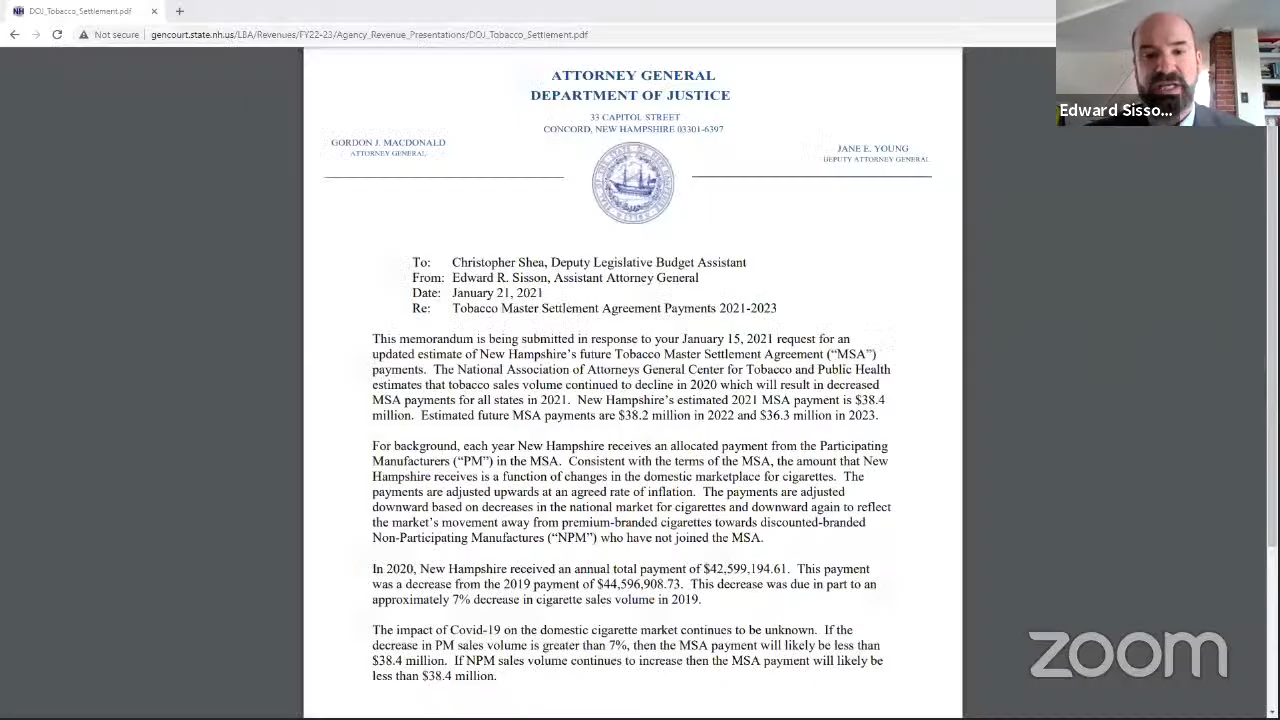 DOJ_Tobacco_Settlement.pdf
Not secure
gencourt.state.nh.us/LBA/Revenues/FY22-23/Agency_Revenue_Presentations/DOJ_Tobacco_Settlement.pdf
Edward Sisso...
ATTORNEY GENERAL
DEPARTMENT OF JUSTICE
33 CAPITOL STREET
CONCORD, NEW HAMPSHIRE 03301-6397
GORDON J. MACDONALD
ATTORNEY GENERAL
JANE E. YOUNG
DEPUTY ATTORNEY GENERAL
To: Christopher Shea, Deputy Legislative Budget Assistant
From: Edward R. Sisson, Assistant Attorney General
Date: January 21, 2021
Re: Tobacco Master Settlement Agreement Payments 2021-2023
This memorandum is being submitted in response to your January 15, 2021 request for an
updated estimate of New Hampshire's future Tobacco Master Settlement Agreement ("MSA")
payments. The National Association of Attorneys General Center for Tobacco and Public Health
estimates that tobacco sales volume continued to decline in 2020 which will result in decreased
MSA payments for all states in 2021. New Hampshire's estimated 2021 MSA payment is $38.4
million. Estimated future MSA payments are $38.2 million in 2022 and $36.3 million in 2023.
For background, each year New Hampshire receives an allocated payment from the Participating
Manufacturers ("PM") in the MSA. Consistent with the terms of the MSA, the amount that New
Hampshire receives is a function of changes in the domestic marketplace for cigarettes. The
payments are adjusted upwards at an agreed rate of inflation. The payments are adjusted
downward based on decreases in the national market for cigarettes and downward again to reflect
the market's movement away from premium-branded cigarettes towards discounted-branded
Non-Participating Manufactures ("NPM") who have not joined the MSA.
In 2020, New Hampshire received an annual total payment of $42,599,194.61. This payment
was a decrease from the 2019 payment of $44,596,908.73. This decrease was due in part to an
approximately 7% decrease in cigarette sales volume in 2019.
The impact of Covid-19 on the domestic cigarette market continues to be unknown. If the
decrease in PM sales volume is greater than 7%, then the MSA payment will likely be less than
$38.4 million. If NPM sales volume continues to increase then the MSA payment will likely be
less than $38.4 million.
zoom